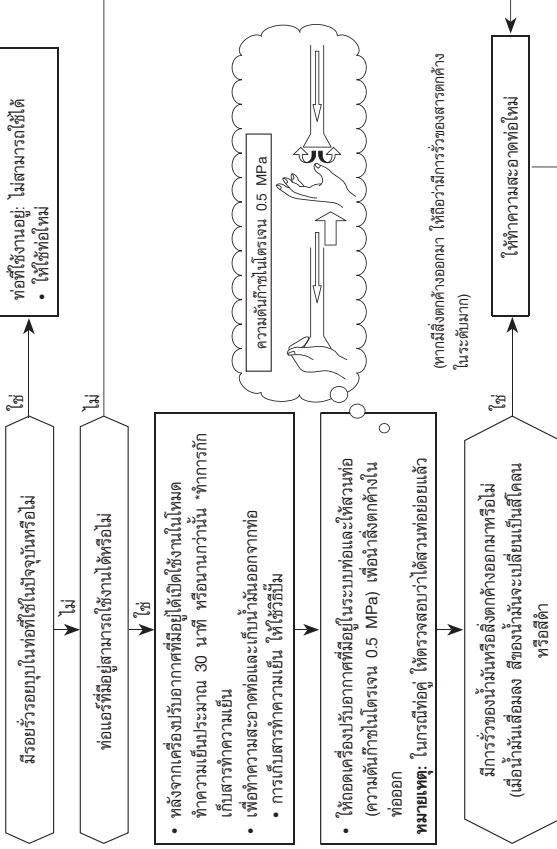 มีรอยรั่วรอยบุบในท่อที่ใช้ในปัจจุบันหรือไม่
ใช่
ท่อที่ใช้งานอยู่: ไม่สามารถใช้ได้
• ให้ใช้ท่อใหม่
ไม่
ท่อแอร์ที่มีอยู่สามารถใช้งานได้หรือไม่
ไม่
ใช่
• หลังจากเครื่องปรับอากาศที่มีอยู่ได้เปิดใช้งานในโหมด
ทำความเย็นประมาณ 30 นาที หรือนานกว่านั้น *ทำการกัก
เก็บสารทำความเย็น
• เพื่อทำความสะอาดท่อและเก็บน้ำมันออกจากท่อ
• การเก็บสารทำความเย็น ให้ใช้วิธีปั๊ม
• ให้ถอดเครื่องปรับอากาศที่มีอยู่ในระบบท่อและให้สวนท่อ
(ความดันก๊าซไนโตรเจน 0.5 MPa) เพื่อนำสิ่งตกค้างใน
ท่อออก
หมายเหตุ: ในกรณีท่อคู่ ให้ตรวจสอบว่าได้สวนท่อย่อยแล้ว
ความดันก๊าซไนโตรเจน 0.5 MPa
มีการรั่วของน้ำมันหรือสิ่งตกค้างออกมาหรือไม่
(เมื่อน้ำมันเสื่อมลง สีของน้ำมันจะเปลี่ยนเป็นสีโคลน
หรือสีดำ
ใช่
(หากมีสิ่งตกค้างออกมา ให้ถือว่ามีการรั่วของสารตกค้าง
ในระดับมาก)
ให้ทำความสะอาดท่อใหม่